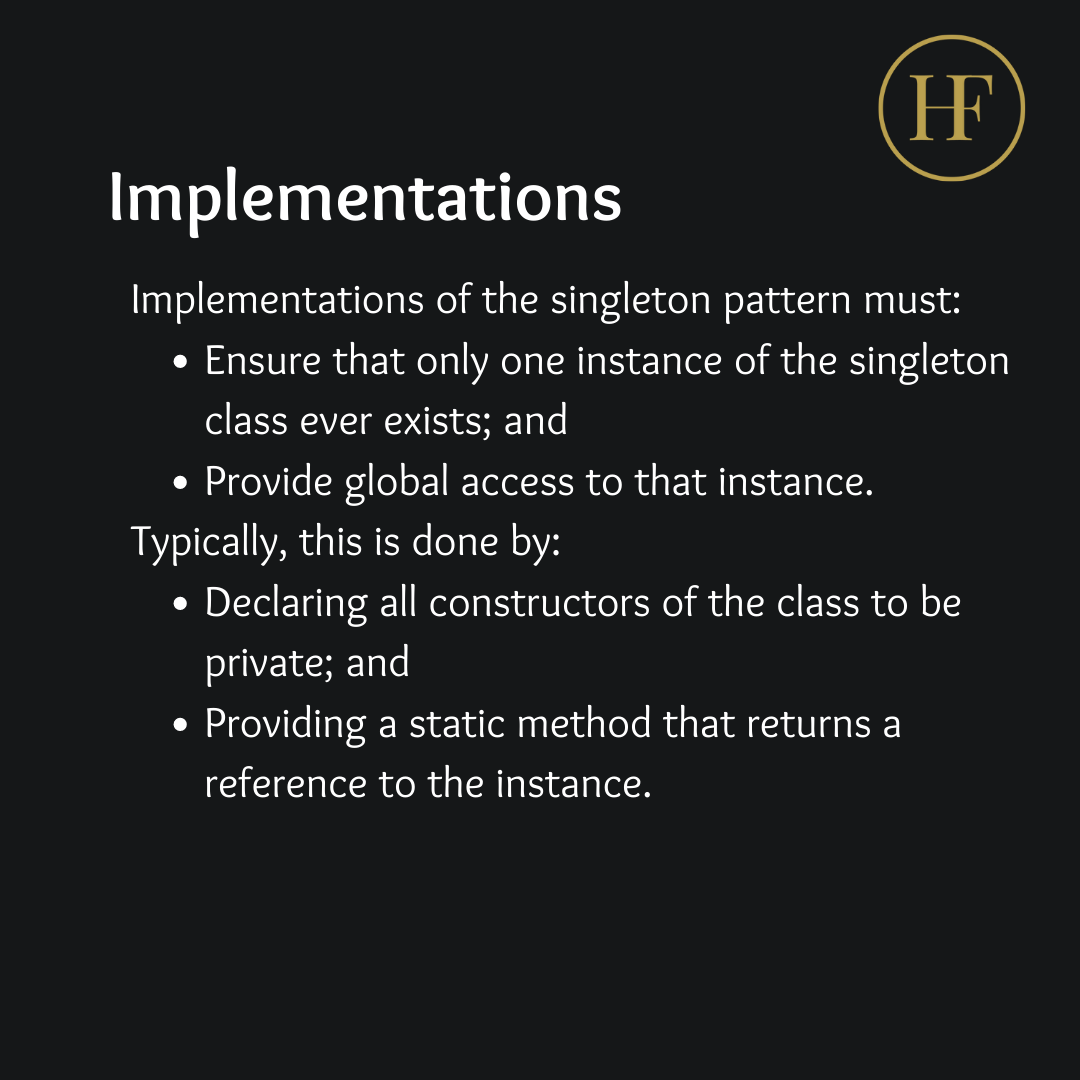 HF
Implementations
Implementations of the singleton pattern must:
• Ensure that only one instance of the singleton
class ever exists; and
• Provide global access to that instance.
Typically, this is done by:
• Declaring all constructors of the class to be
private; and
• Providing a static method that returns a
reference to the instance.